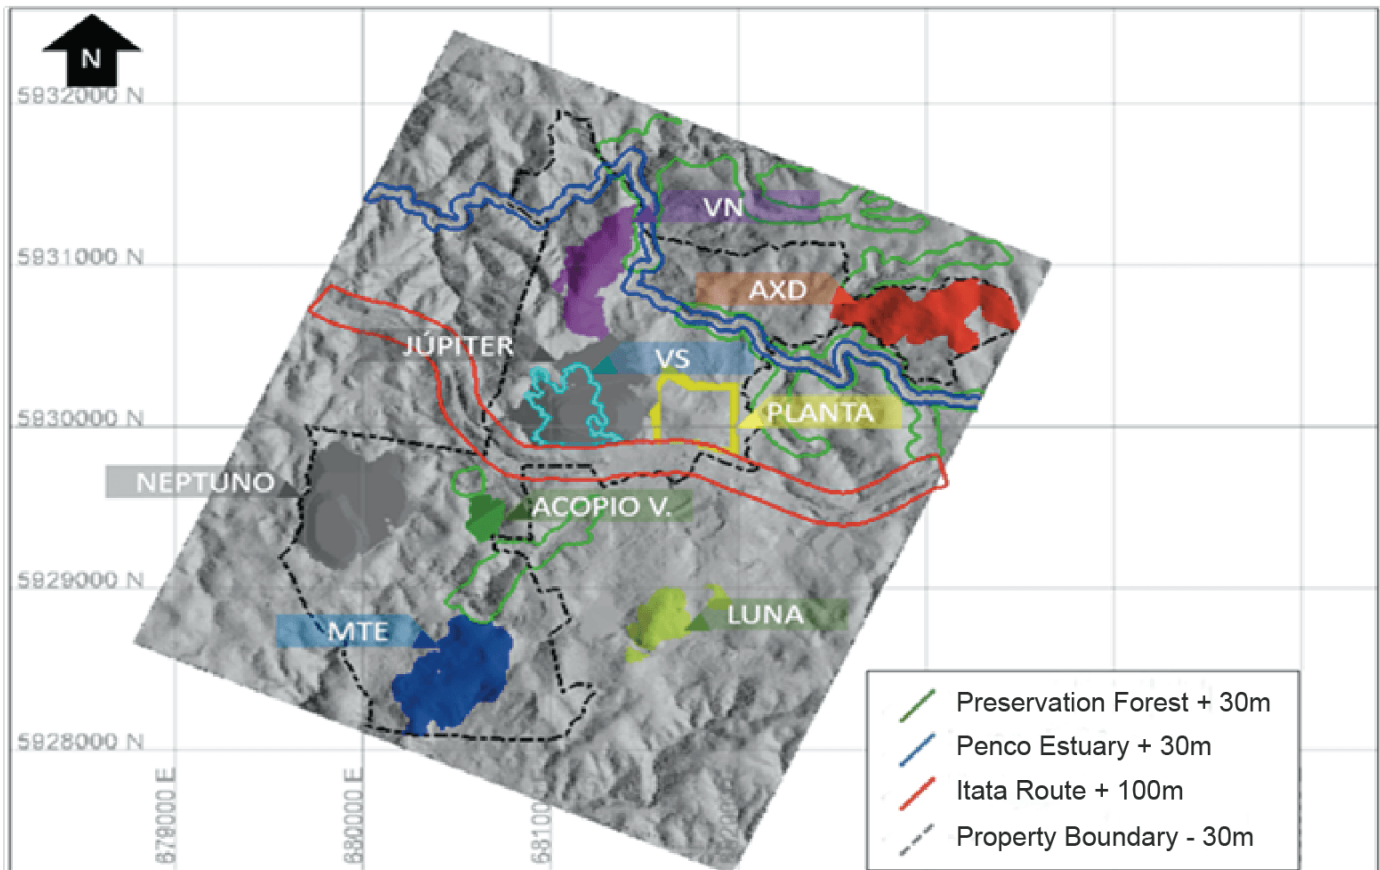 N
5932000 N
VN
5931000 N
AXD
JÚPITER
VS
5930000 N
PLANTA
NEPTUNO
ACOPIO V.
5929000 N
LUNA
MTE
5928000 N
679000 E
680000 E
Preservation Forest + 30m
Penco Estuary + 30m
Itata Route + 100m
Property Boundary - 30m